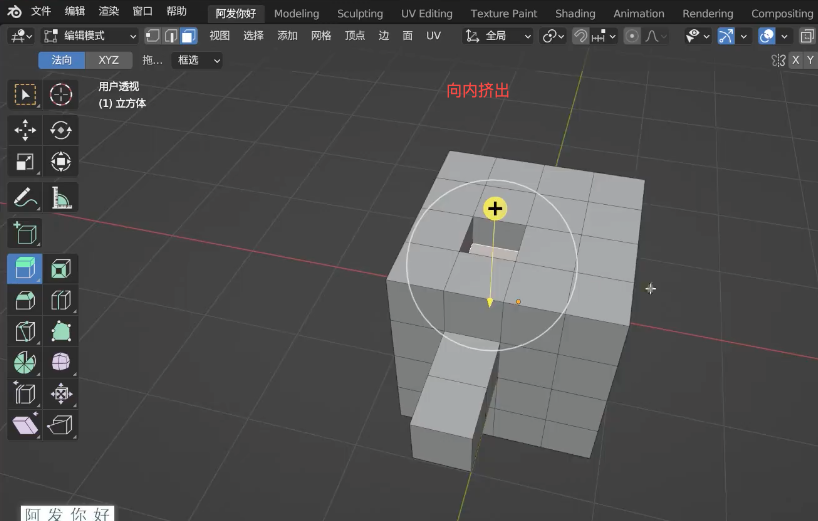 文件 编辑 渲染 窗口 帮助 阿发你好 Modeling Sculpting UV Editing Texture Paint Shading Animation Rendering Compositing
编辑模式 视图 选择 添加 网格 顶点 边 面 UV 全局
法向 XYZ 拖... 框选 X Y
用户透视
(1) 立方体
向内挤出
阿发你好